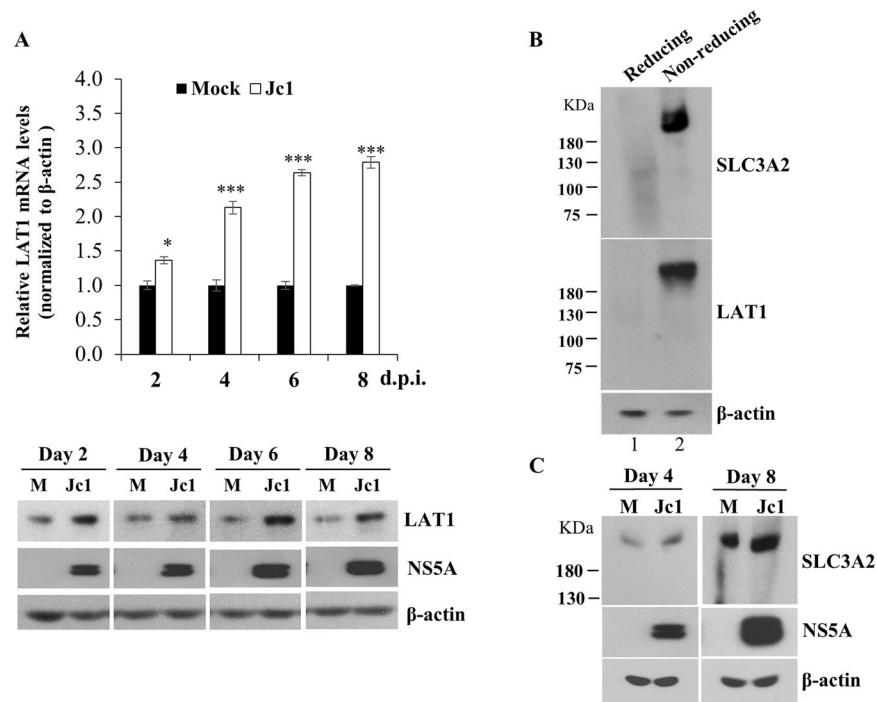 A
Relative LAT1 mRNA levels
(normalized to β-actin )
Mock Jc1
4.0
3.5
3.0
2.5
2.0
1.5
1.0
0.5
0.0
*
***
***
***
2 4 6 8 d.p.i.
Day 2 Day 4 Day 6 Day 8
M Jc1 M Jc1 M Jc1 M Jc1
LAT1
NS5A
β-actin
B
Reducing
Non-reducing
KDa
180
130
100
75
SLC3A2
180
130
100
75
LAT1
β-actin
1 2
C
Day 4 Day 8
M Jc1 M Jc1
KDa
180
130
SLC3A2
NS5A
β-actin